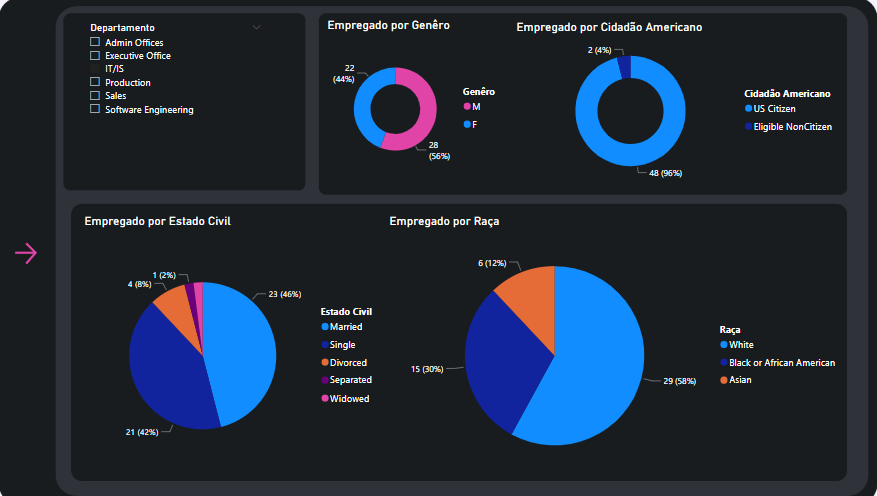 Departamento
Admin Offices
Executive Office
IT/IS
Production
Sales
Software Engineering
Empregado por Genêro
22
(44%)
28
(56%)
Genêro
M
F
Empregado por Cidadão Americano
2 (4%)
48 (96%)
Cidadão Americano
US Citizen
Eligible NonCitizen
Empregado por Estado Civil
1 (2%)
4 (8%)
23 (46%)
21 (42%)
Estado Civil
Married
Single
Divorced
Separated
Widowed
Empregado por Raça
6 (12%)
15 (30%)
29 (58%)
Raça
White
Black or African American
Asian